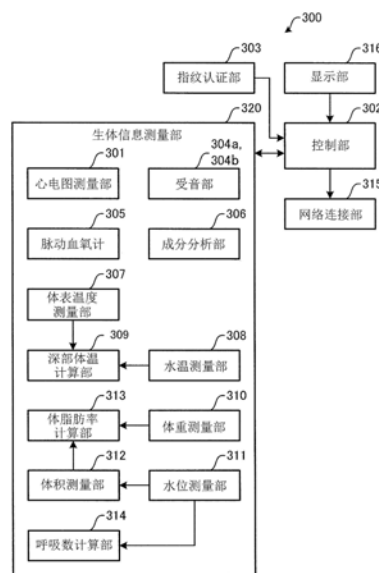 300
303
316
指纹认证部
显示部
320
302
生体信息测量部
控制部
301
304a,
304b
心电图测量部
受音部
315
网络连接部
305
306
脉动血氧计
成分分析部
307
体表温度
测量部
309
308
深部体温
计算部
水温测量部
313
310
体脂肪率
计算部
体重测量部
312
311
体积测量部
水位测量部
314
呼吸数计算部